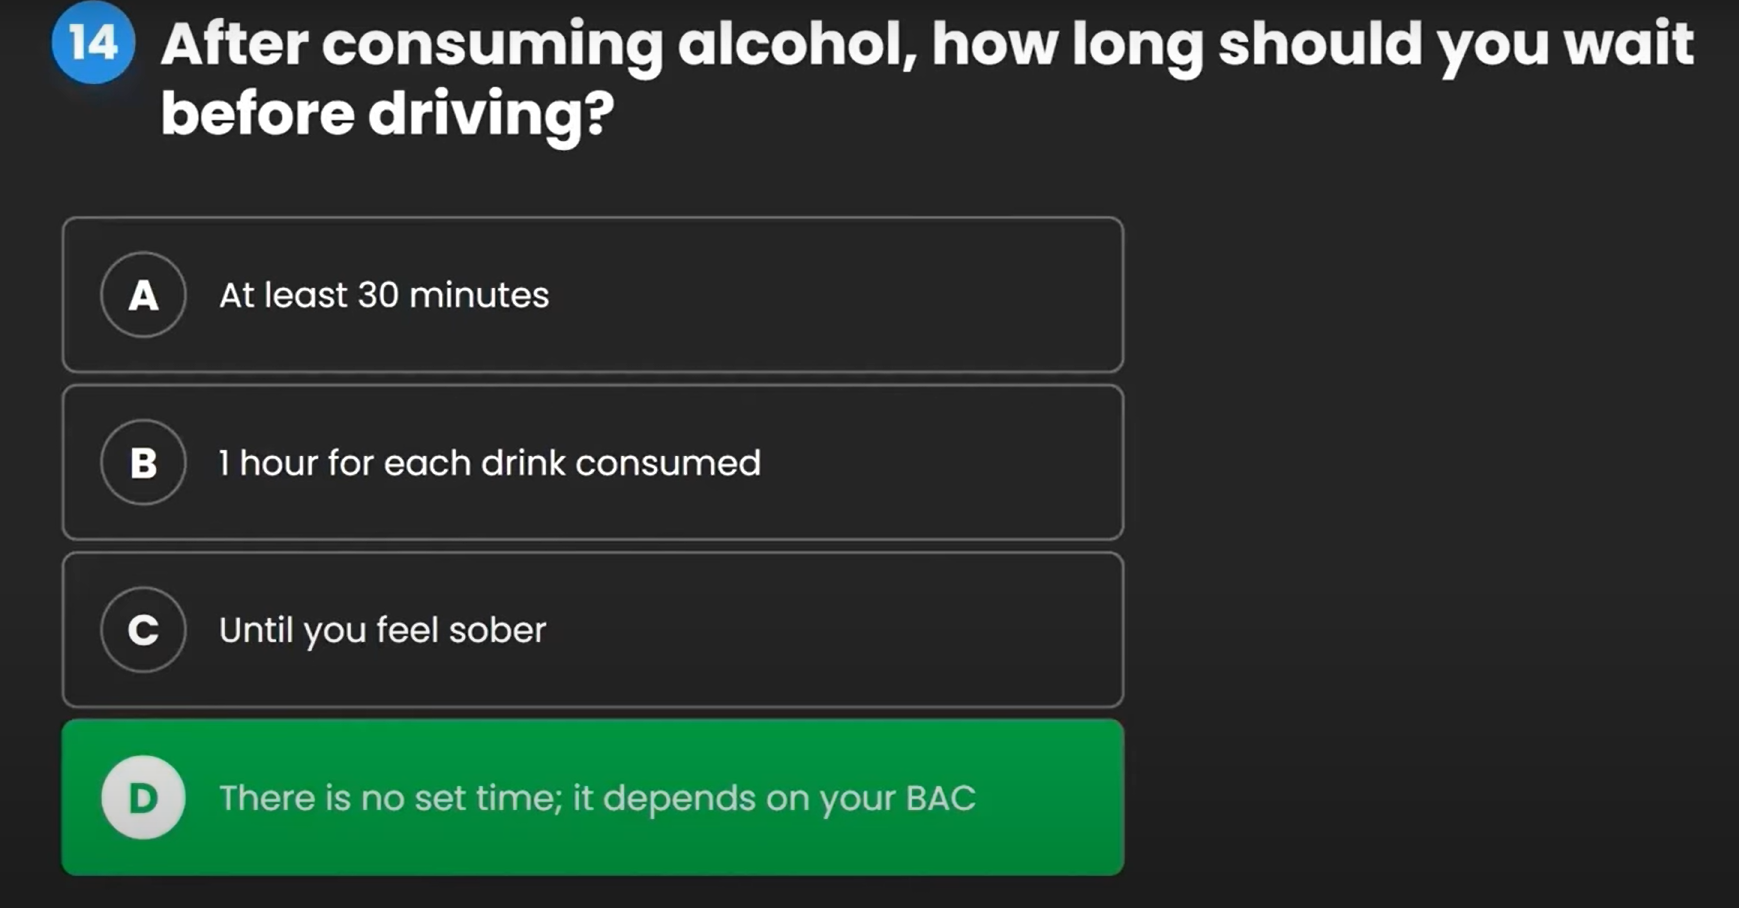 14 After consuming alcohol, how long should you wait
before driving?
A At least 30 minutes
B 1 hour for each drink consumed
C Until you feel sober
D There is no set time; it depends on your BAC